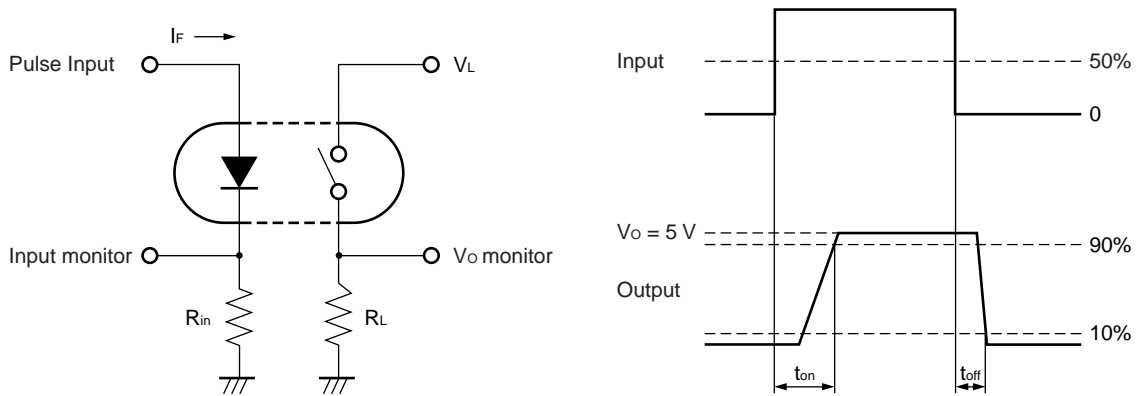 IF
Pulse Input
VL
Input monitor
VO monitor
Rin
RL
Input
50%
0
VO = 5 V
90%
Output
10%
ton
toff